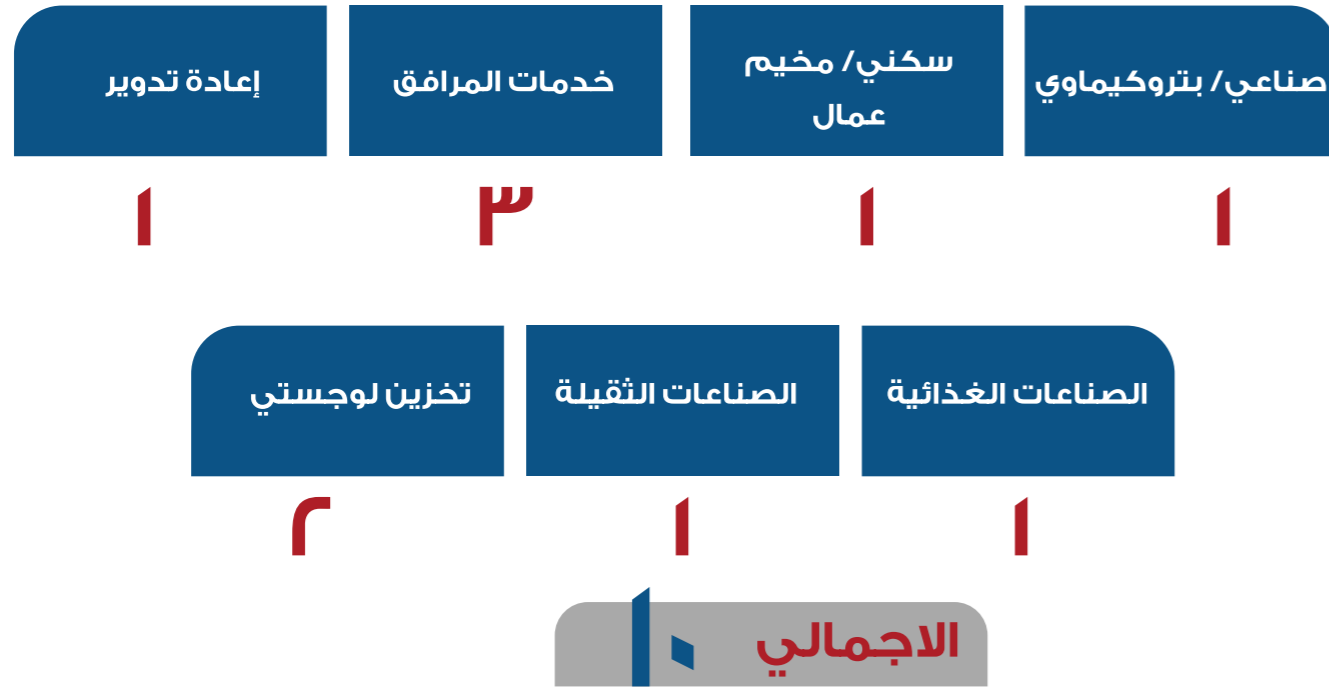 صناعي/ بتروكيماوي
سكني/ مخيم
عمال
خدمات المرافق
إعادة تدوير
١
١
٣
١
الصناعات الغذائية
الصناعات الثقيلة
تخزين لوجستي
١
١
٢
الاجمالي ١٠